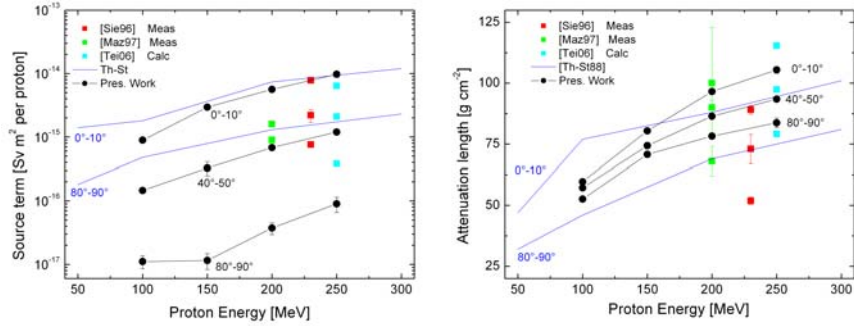 [Sie96] Meas
[Maz97] Meas
[Tei06] Calc
Th-St
Pres. Work
10⁻¹³
10⁻¹⁴
10⁻¹⁵
10⁻¹⁶
10⁻¹⁷
Source term [Sv m² per proton]
0°-10°
0°-10°
80°-90°
40°-50°
80°-90°
50 100 150 200 250 300
Proton Energy [MeV]
[Sie96] Meas
[Maz97] Meas
[Tei06] Calc
[Th-St88]
Pres. Work
125
100
75
50
25
Attenuation length [g cm⁻²]
0°-10°
40°-50°
80°-90°
0°-10°
80°-90°
50 100 150 200 250 300
Proton Energy [MeV]